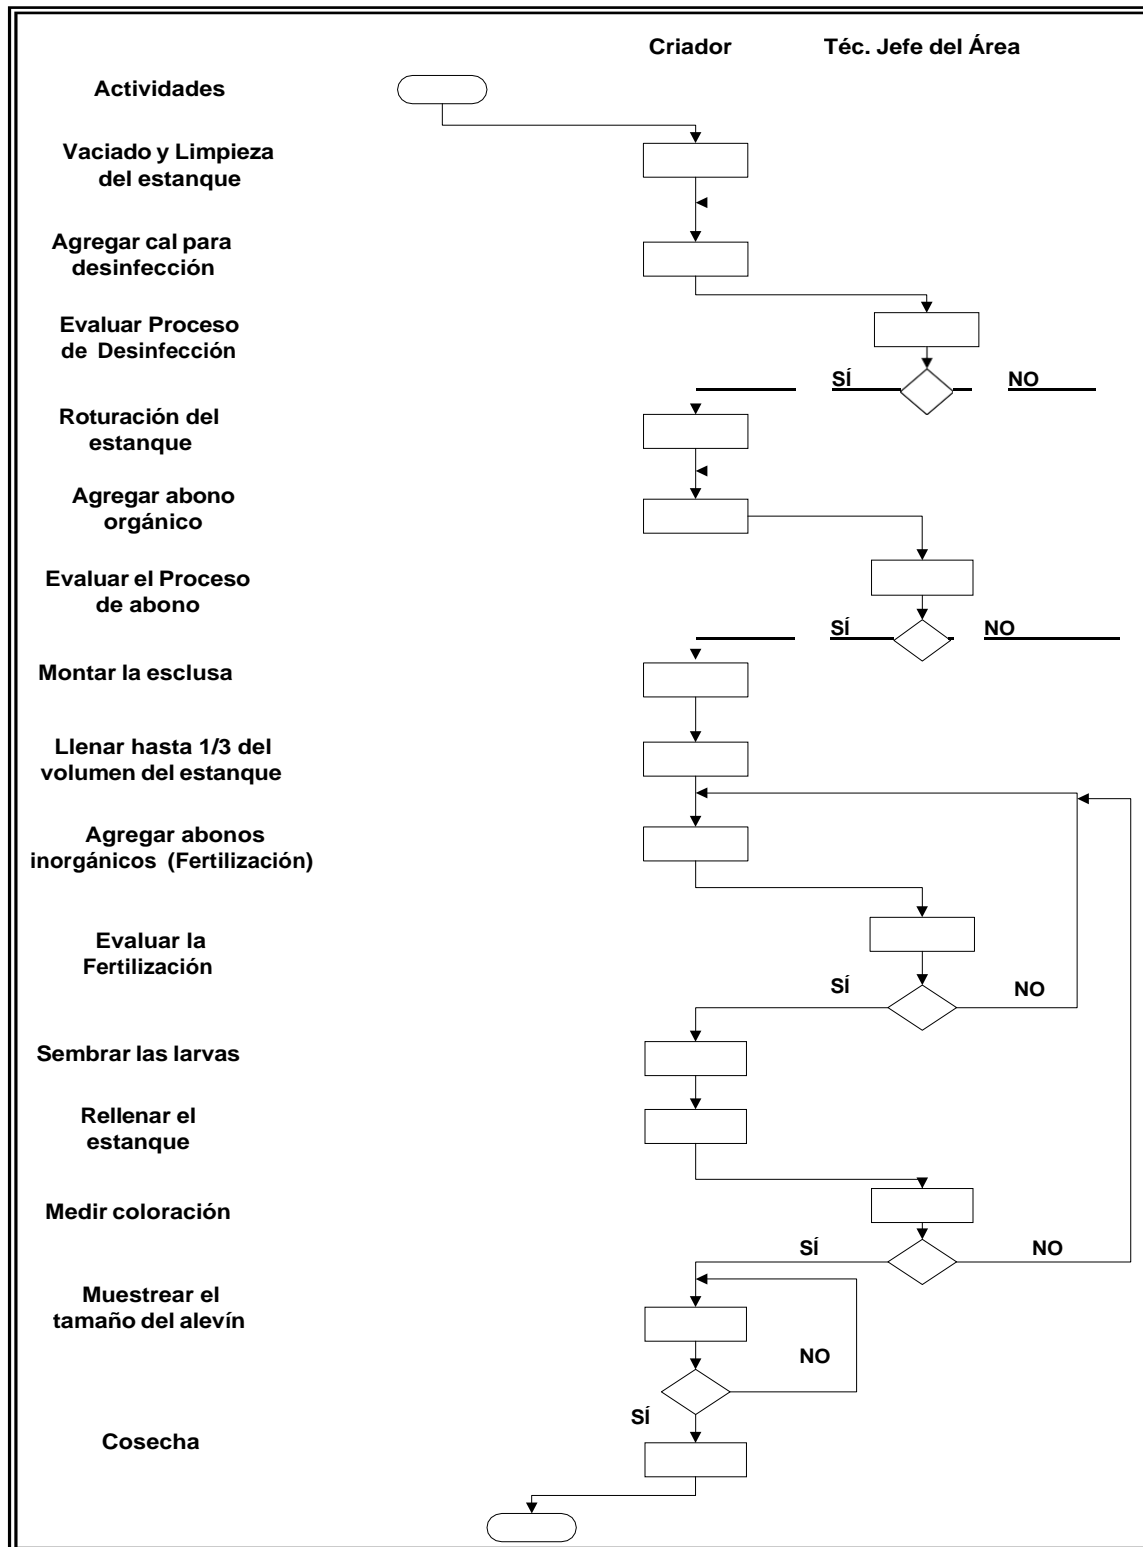 Criador Téc. Jefe del Área
Actividades
Vaciado y Limpieza
del estanque
Agregar cal para
desinfección
Evaluar Proceso
de Desinfección
SÍ NO
Roturación del
estanque
Agregar abono
orgánico
Evaluar el Proceso
de abono
SÍ NO
Montar la esclusa
Llenar hasta 1/3 del
volumen del estanque
Agregar abonos
inorgánicos (Fertilización)
Evaluar la
Fertilización
SÍ NO
Sembrar las larvas
Rellenar el
estanque
Medir coloración
SÍ NO
Muestrear el
tamaño del alevín
NO
SÍ
Cosecha